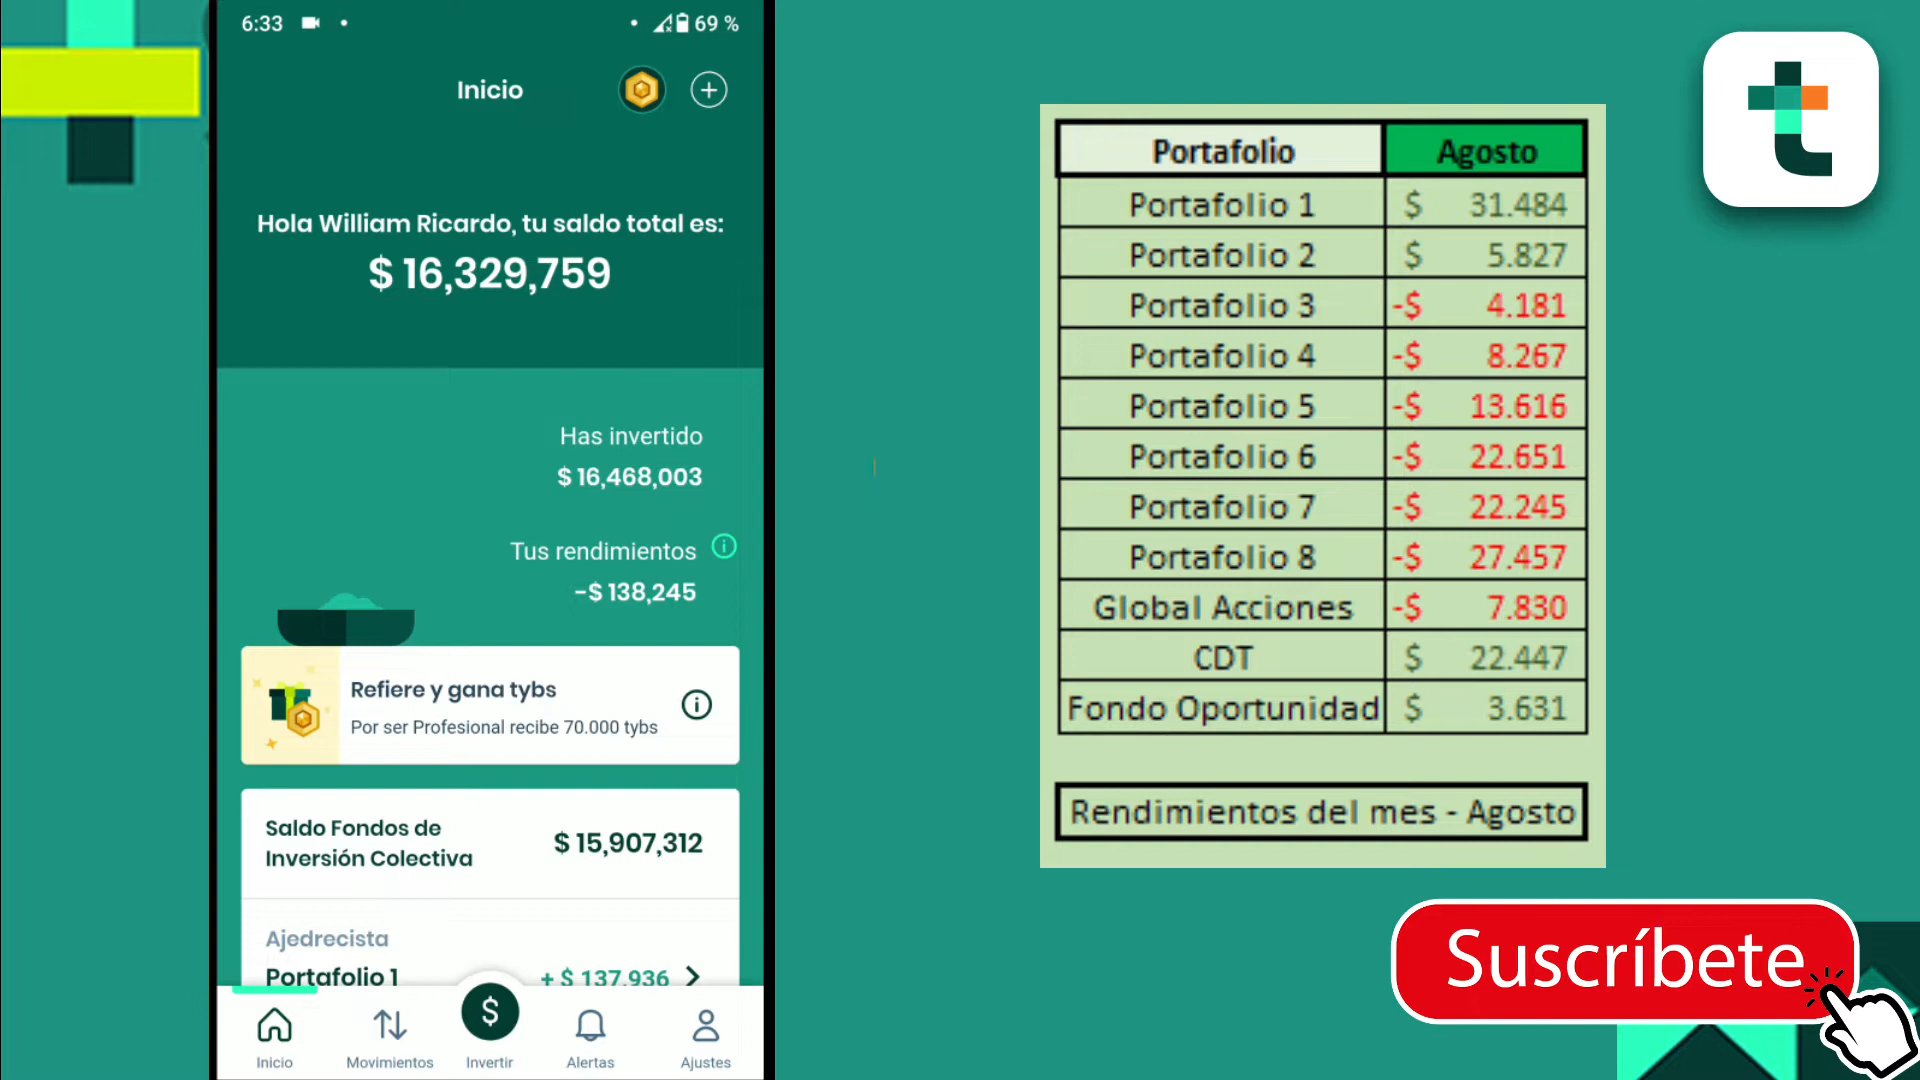 6:33
69 %
Inicio
Hola William Ricardo, tu saldo total es:
$ 16,329,759
Has invertido
$ 16,468,003
Tus rendimientos
-$ 138,245
Refiere y gana tybs
Por ser Profesional recibe 70.000 tybs
Saldo Fondos de
Inversión Colectiva
$ 15,907,312
Ajedrecista
Portafolio 1 + $ 137,936
$
Inicio Movimientos Invertir Alertas Ajustes
Portafolio Agosto
Portafolio 1 $ 31.484
Portafolio 2 $ 5.827
Portafolio 3 -$ 4.181
Portafolio 4 -$ 8.267
Portafolio 5 -$ 13.616
Portafolio 6 -$ 22.651
Portafolio 7 -$ 22.245
Portafolio 8 -$ 27.457
Global Acciones -$ 7.830
CDT $ 22.447
Fondo Oportunidad $ 3.631
Rendimientos del mes - Agosto
t
Suscríbete